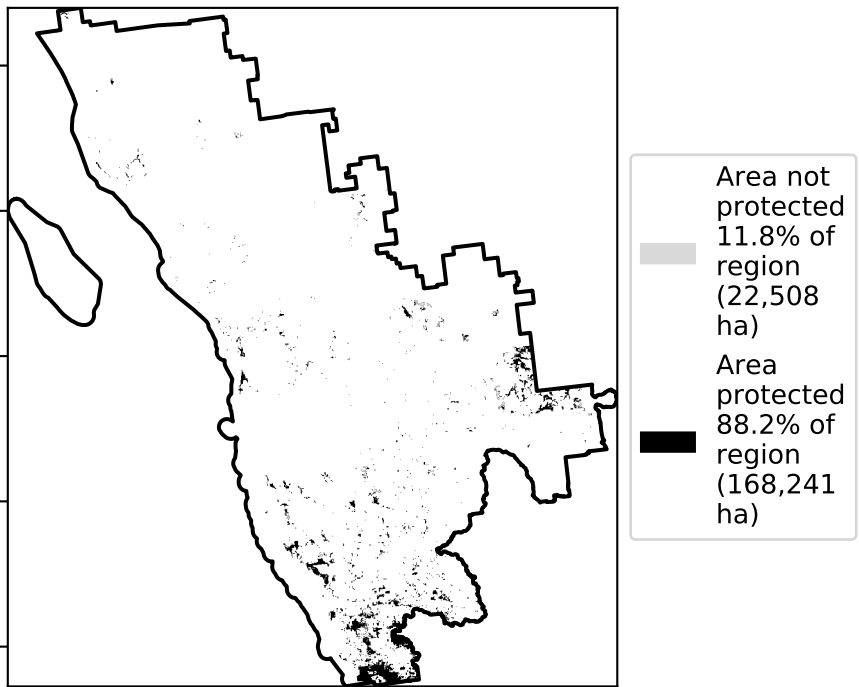 Area not
protected
11.8% of
region
(22,508
ha)
Area
protected
88.2% of
region
(168,241
ha)